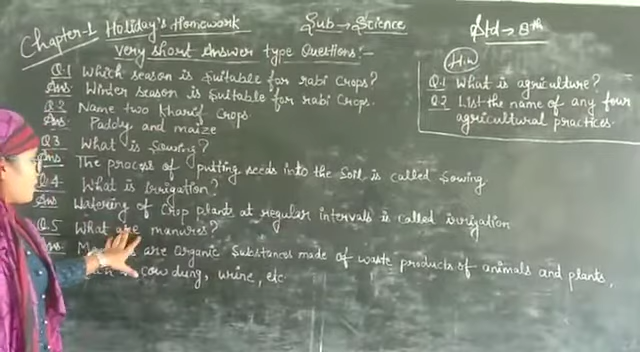 Chapter-1 Holiday's Homework Sub → Science Std → 8th
Very short Answer type Questions:-
Q.1 Which season is suitable for rabi crops?
Ans: Winter season is suitable for rabi crops.
Q.2 Name two kharif crops.
Ans: Paddy and maize
Q.3 What is sowing?
Ans The process of putting seeds into the soil is called sowing.
Q.4 What is irrigation?
Ans Watering of crop plants at regular intervals is called irrigation
Q.5 What are manures?
Ans: are organic substances made of waste products of animals and plants,
cow dung, urine, etc.
H.W
Q.1 What is agriculture?
Q.2 List the name of any four
agricultural practices.